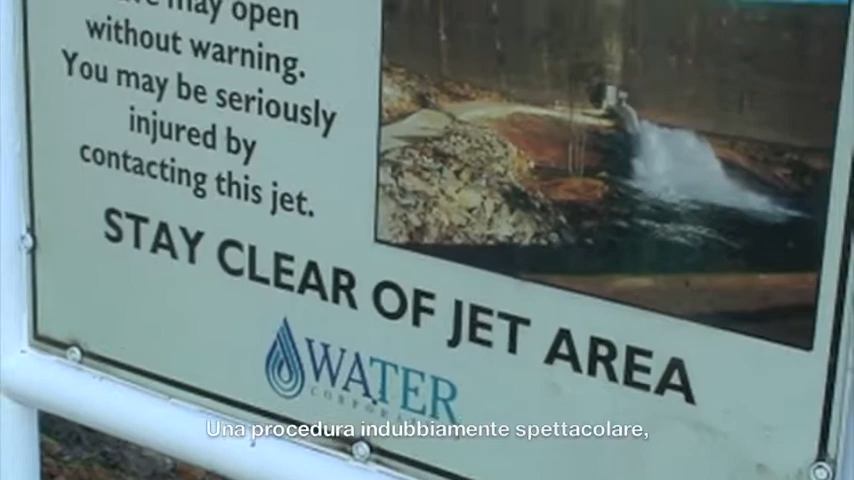 may open
without warning.
You may be seriously
injured by
contacting this jet.
STAY CLEAR OF JET AREA
WATER
CORPORA
Una procedura indubbiamente spettacolare,